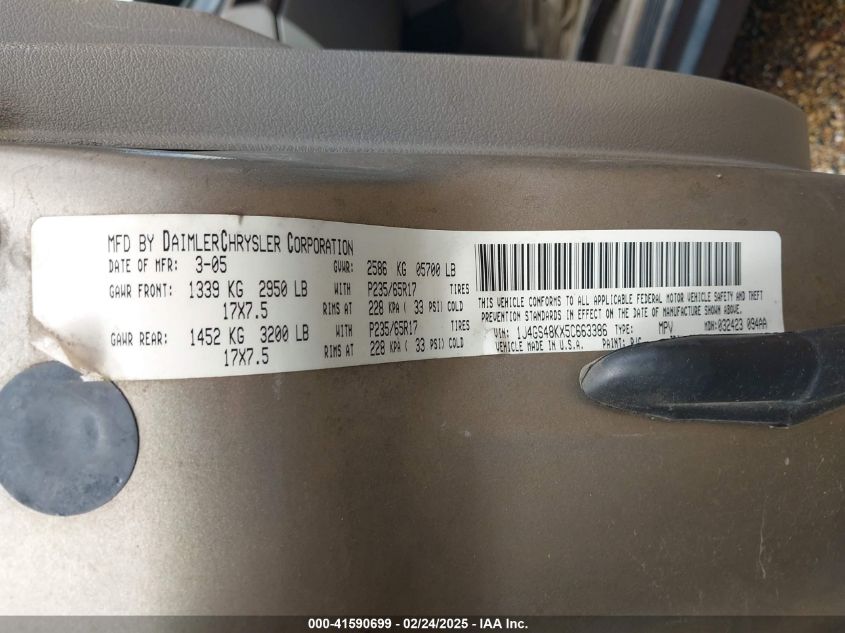 MFD BY DAIMLERCHRYSLER CORPORATION
DATE OF MFR: 3-05 GVWR: 2586 KG 05700 LB
GAWR FRONT: 1339 KG 2950 LB WITH P235/65R17 TIRES
17X7.5 RIMS AT 228 KPA ( 33 PSI) COLD
GAWR REAR: 1452 KG 3200 LB WITH P235/65R17 TIRES
17X7.5 RIMS AT 228 KPA ( 33 PSI) COLD
THIS VEHICLE CONFORMS TO ALL APPLICABLE FEDERAL MOTOR VEHICLE SAFETY AND THEFT
PREVENTION STANDARDS IN EFFECT ON THE DATE OF MANUFACTURE SHOWN ABOVE.
VIN: 1J4GS48KX5C663386 TYPE: MPV MDH: 032423 094AA
VEHICLE MADE IN U.S.A. PAINT:
000-41590699 - 02/24/2025 - IAA Inc.